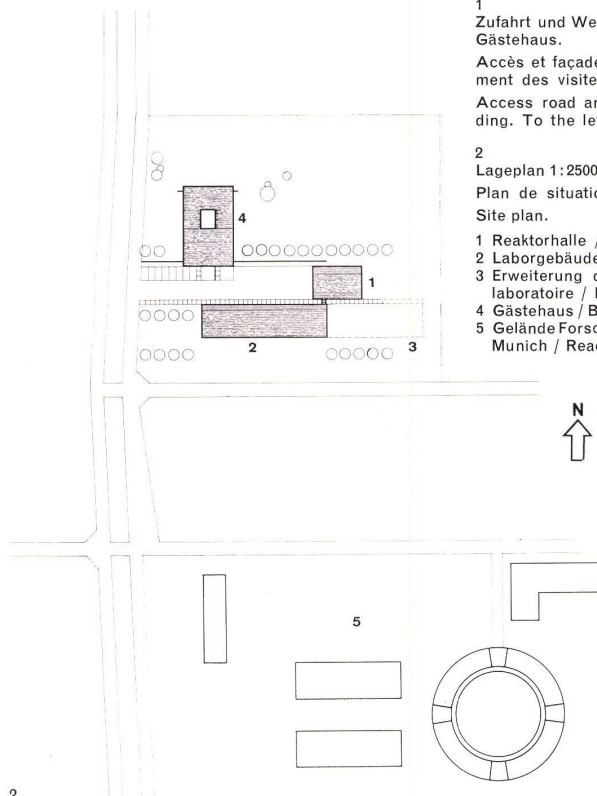 1
Zufahrt und We
Gästehaus.
Accès et façade
ment des visite
Access road an
ding. To the le
2
Lageplan 1:2500
Plan de situatio
Site plan.
1 Reaktorhalle /
2 Laborgebäude
3 Erweiterung
laboratoire /
4 Gästehaus / B
5 Gelände Forsc
Munich / Reac
4
1
2
3
N
5
2